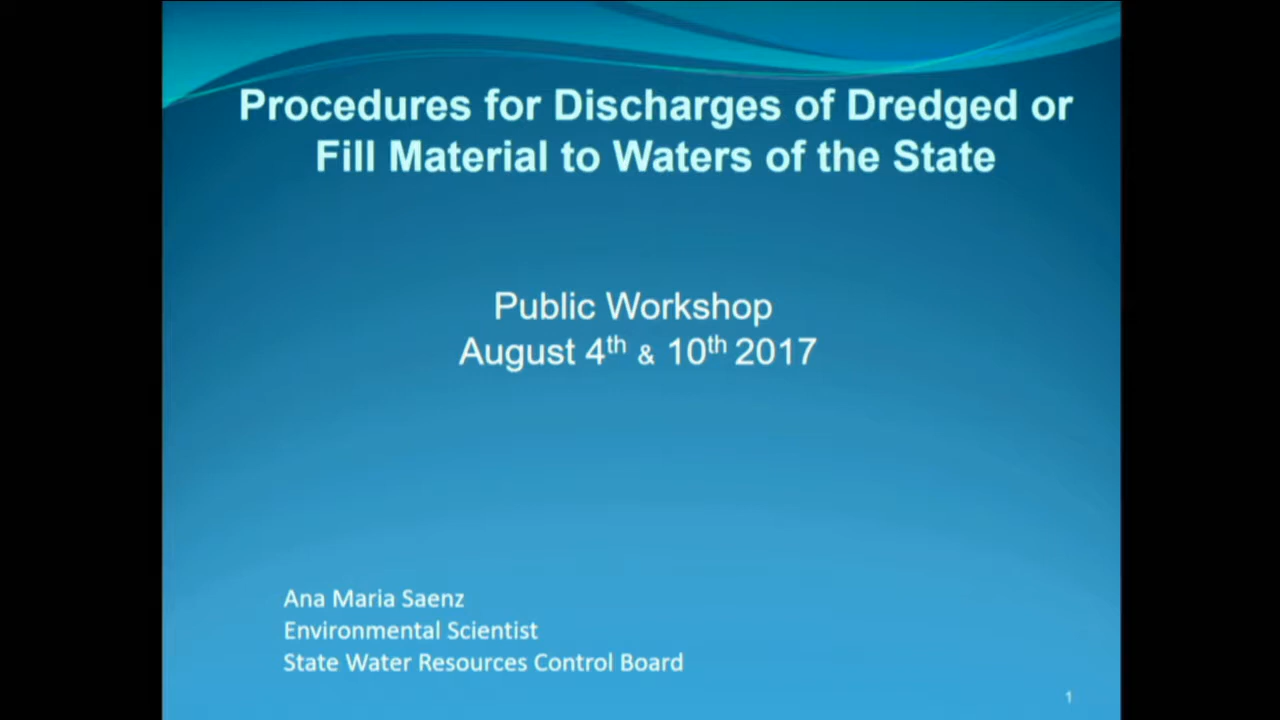 Procedures for Discharges of Dredged or
Fill Material to Waters of the State
Public Workshop
August 4th & 10th 2017
Ana Maria Saenz
Environmental Scientist
State Water Resources Control Board
1